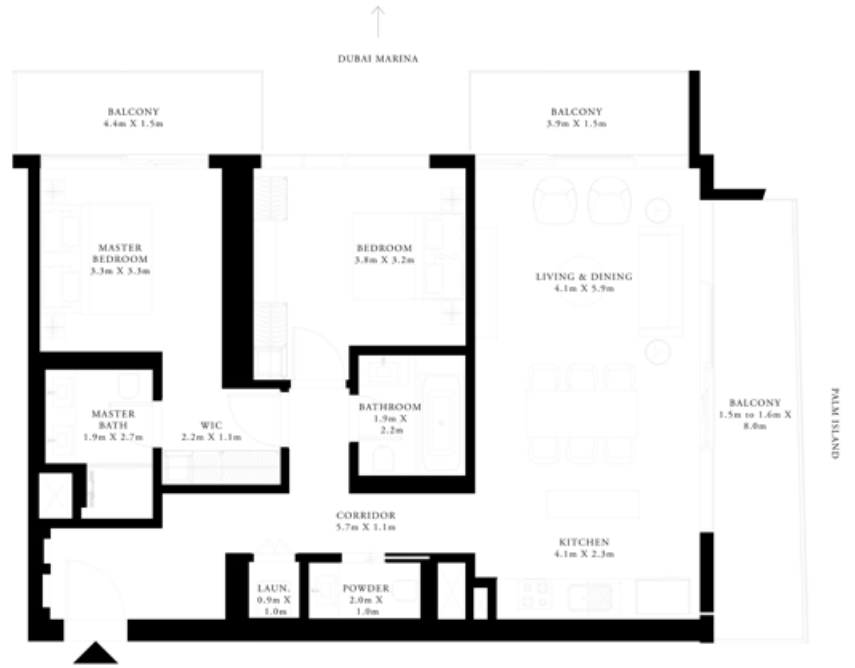 DUBAI MARINA
BALCONY
4.4m X 1.5m
BALCONY
3.9m X 1.5m
MASTER
BEDROOM
3.3m X 3.3m
BEDROOM
3.8m X 3.2m
LIVING & DINING
4.1m X 5.9m
MASTER
BATH
1.9m X 2.7m
WIC
2.2m X 1.1m
BATHROOM
1.9m X
2.2m
BALCONY
1.5m to 1.6m X
8.0m
PALM ISLAND
CORRIDOR
5.7m X 1.1m
KITCHEN
4.1m X 2.3m
LAUN.
0.9m X
1.0m
POWDER
2.0m X
1.0m